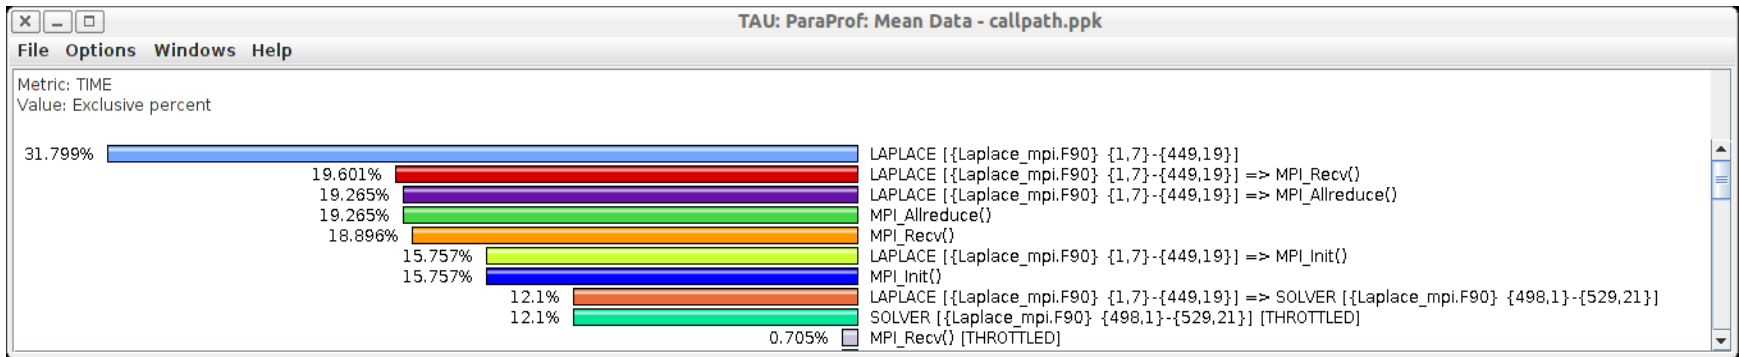 TAU: ParaProf: Mean Data - callpath.ppk
File Options Windows Help
Metric: TIME
Value: Exclusive percent
31.799% LAPLACE [{Laplace_mpi.F90} {1,7}-{449,19}]
19.601% LAPLACE [{Laplace_mpi.F90} {1,7}-{449,19}] => MPI_Recv()
19.265% LAPLACE [{Laplace_mpi.F90} {1,7}-{449,19}] => MPI_Allreduce()
19.265% MPI_Allreduce()
18.896% MPI_Recv()
15.757% LAPLACE [{Laplace_mpi.F90} {1,7}-{449,19}] => MPI_Init()
15.757% MPI_Init()
12.1% LAPLACE [{Laplace_mpi.F90} {1,7}-{449,19}] => SOLVER [{Laplace_mpi.F90} {498,1}-{529,21}]
12.1% SOLVER [{Laplace_mpi.F90} {498,1}-{529,21}] [THROTTLED]
0.705% MPI_Recv() [THROTTLED]